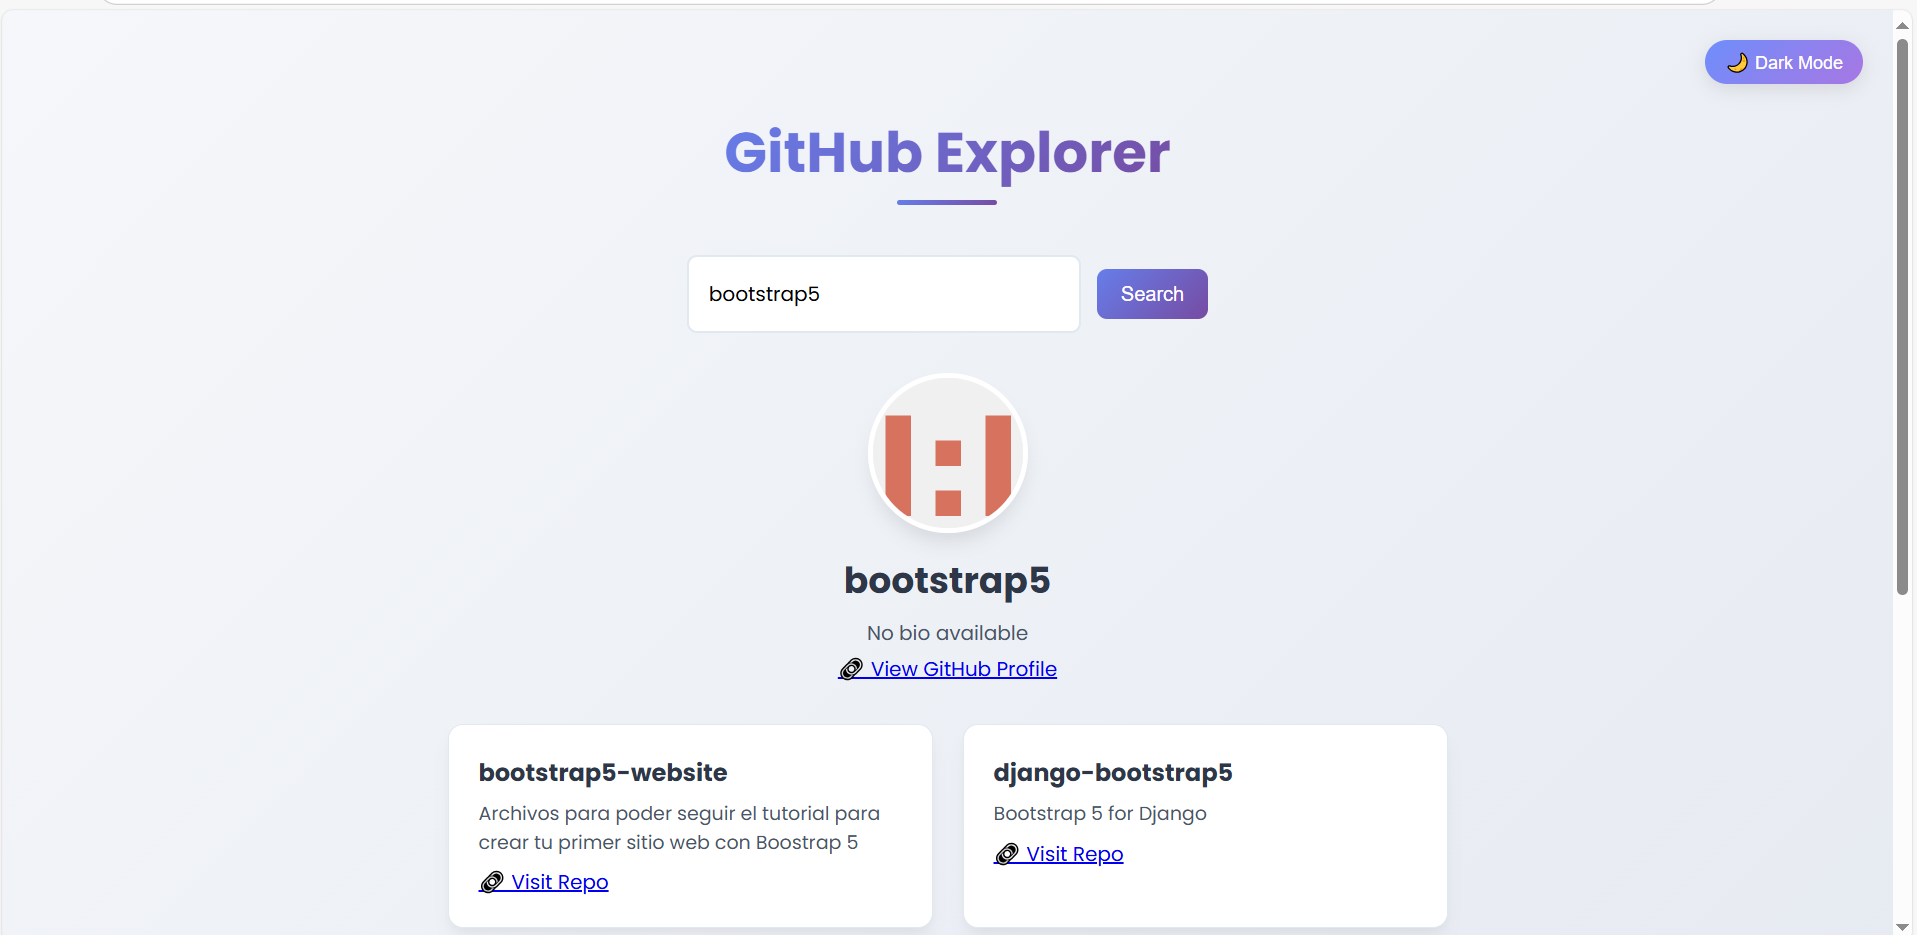 🌙 Dark Mode
GitHub Explorer
bootstrap5
Search
bootstrap5
No bio available
🔗 View GitHub Profile
bootstrap5-website
Archivos para poder seguir el tutorial para
crear tu primer sitio web con Boostrap 5
🔗 Visit Repo
django-bootstrap5
Bootstrap 5 for Django
🔗 Visit Repo